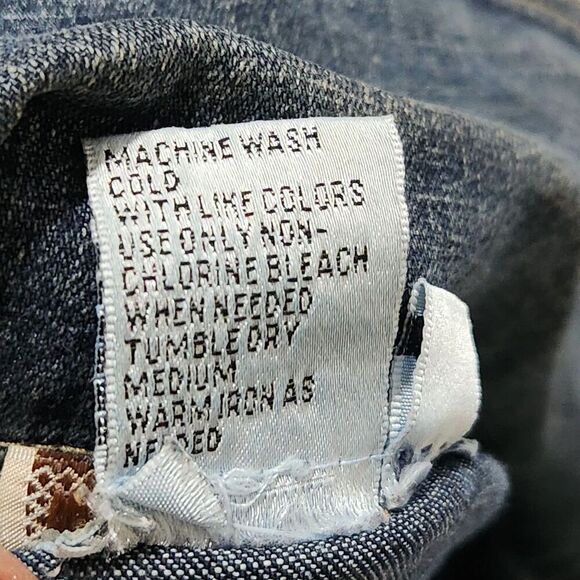 MACHINE WASH
COLD
WITH LIKE COLORS
USE ONLY NON-
CHLORINE BLEACH
WHEN NEEDED
TUMBLE DRY
MEDIUM
WARM IRON AS
NEEDED